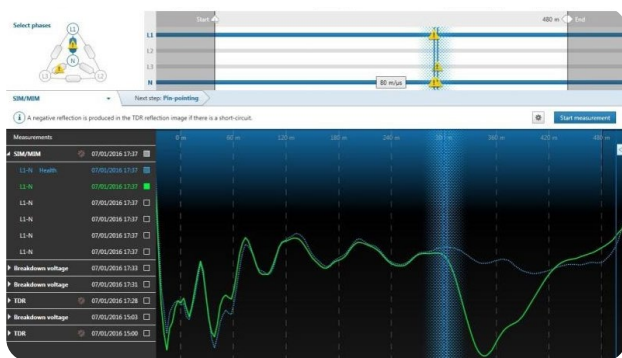 Start
480 m
End
Select phases
L1
N
L3
L2
L1
L2
L3
N
80 m/µs
SIM/MIM
Next step: Pin-pointing
A negative reflection is produced in the TDR reflection image if there is a short-circuit.
Start measurement
Measurements
0 m
60 m
120 m
180 m
240 m
300 m
360 m
420 m
480 m
SIM/MIM 07/01/2016 17:37
L1-N Health 07/01/2016 17:37
L1-N 07/01/2016 17:37
L1-N 07/01/2016 17:37
L1-N 07/01/2016 17:37
L1-N 07/01/2016 17:37
L1-N 07/01/2016 17:37
Breakdown voltage 07/01/2016 17:33
Breakdown voltage 07/01/2016 17:31
TDR 07/01/2016 17:28
Breakdown voltage 07/01/2016 15:03
TDR 07/01/2016 15:00